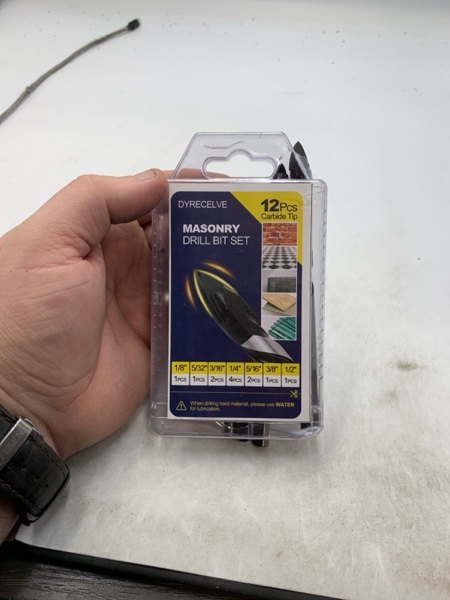 DYRECELVE
12Pcs
Carbide Tip
MASONRY
DRILL BIT SET
1/8" 5/32" 3/16" 1/4" 5/16" 3/8" 1/2"
1PCS 1PCS 2PCS 4PCS 2PCS 1PCS 1PCS
When drilling hard material, please use WATER
for lubrication.